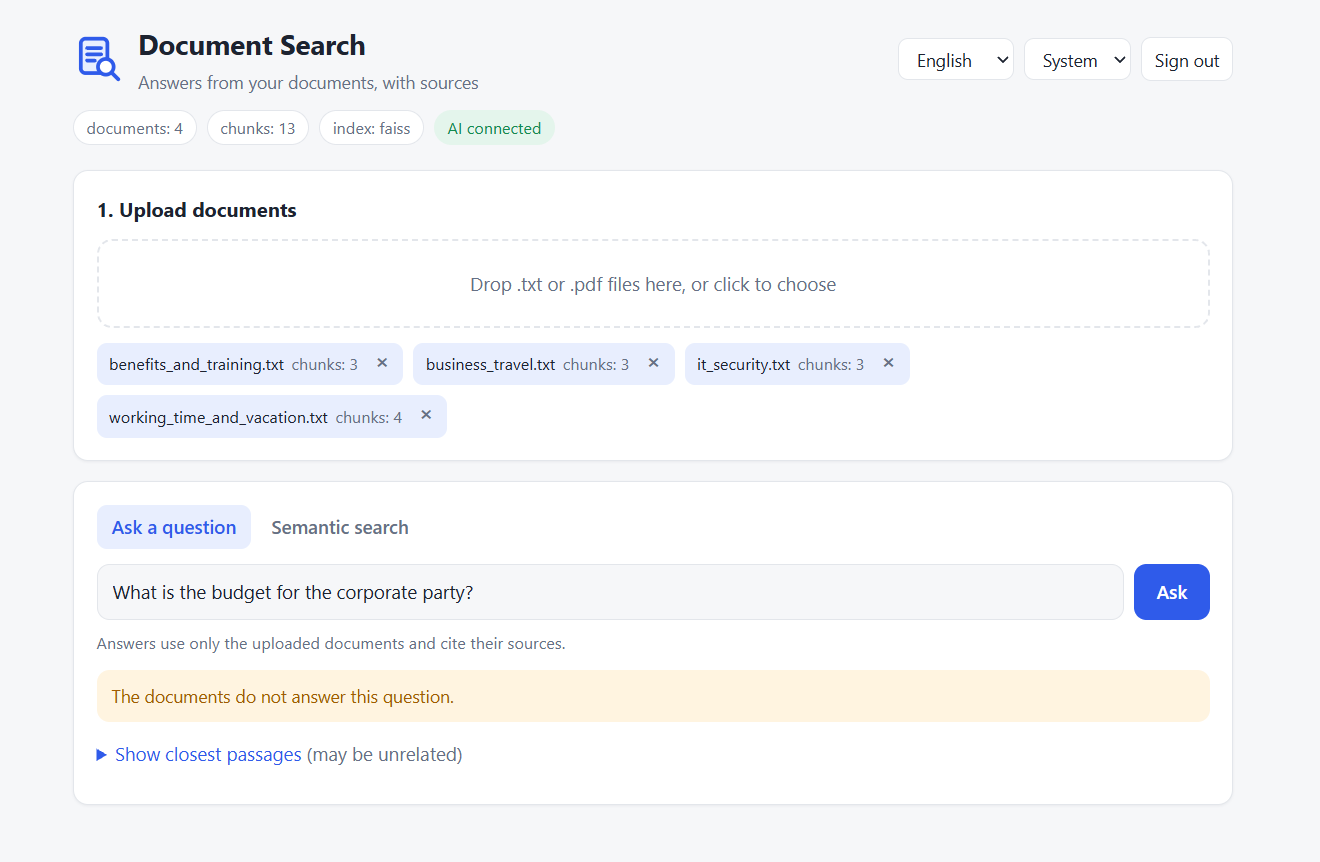 Document Search
Answers from your documents, with sources
English
System
Sign out
documents: 4
chunks: 13
index: faiss
AI connected
1. Upload documents
Drop .txt or .pdf files here, or click to choose
benefits_and_training.txt chunks: 3 ✕
business_travel.txt chunks: 3 ✕
it_security.txt chunks: 3 ✕
working_time_and_vacation.txt chunks: 4 ✕
Ask a question
Semantic search
What is the budget for the corporate party?
Ask
Answers use only the uploaded documents and cite their sources.
The documents do not answer this question.
Show closest passages (may be unrelated)